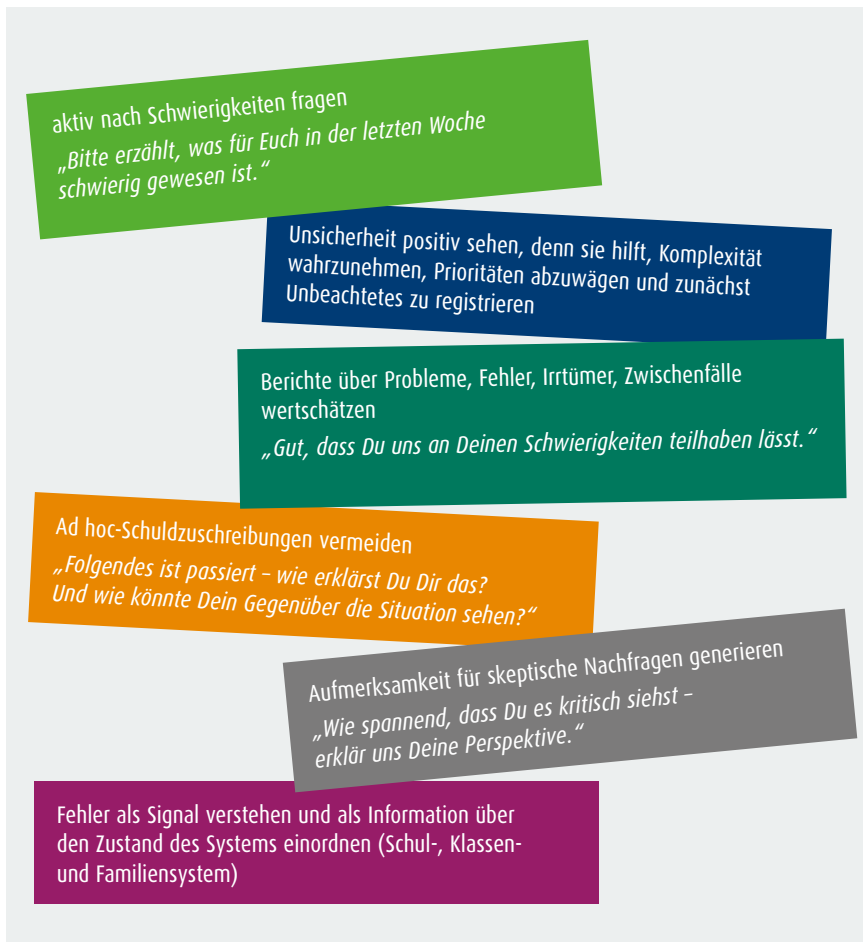 aktiv nach Schwierigkeiten fragen
„Bitte erzählt, was für Euch in der letzten Woche
schwierig gewesen ist.“
Unsicherheit positiv sehen, denn sie hilft, Komplexität
wahrzunehmen, Prioritäten abzuwägen und zunächst
Unbeachtetes zu registrieren
Berichte über Probleme, Fehler, Irrtümer, Zwischenfälle
wertschätzen
„Gut, dass Du uns an Deinen Schwierigkeiten teilhaben lässt.“
Ad hoc-Schuldzuschreibungen vermeiden
„Folgendes ist passiert – wie erklärst Du Dir das?
Und wie könnte Dein Gegenüber die Situation sehen?“
Aufmerksamkeit für skeptische Nachfragen generieren
„Wie spannend, dass Du es kritisch siehst –
erklär uns Deine Perspektive.“
Fehler als Signal verstehen und als Information über
den Zustand des Systems einordnen (Schul-, Klassen-
und Familiensystem)